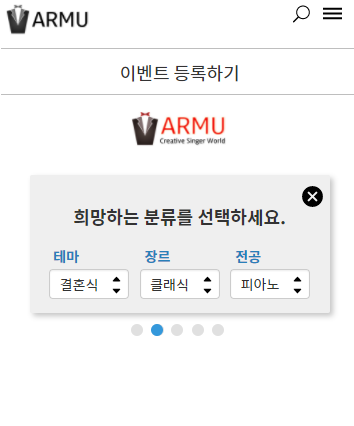 ARMU
이벤트 등록하기
ARMU
Creative Singer World
희망하는 분류를 선택하세요.
테마 장르 전공
결혼식 클래식 피아노